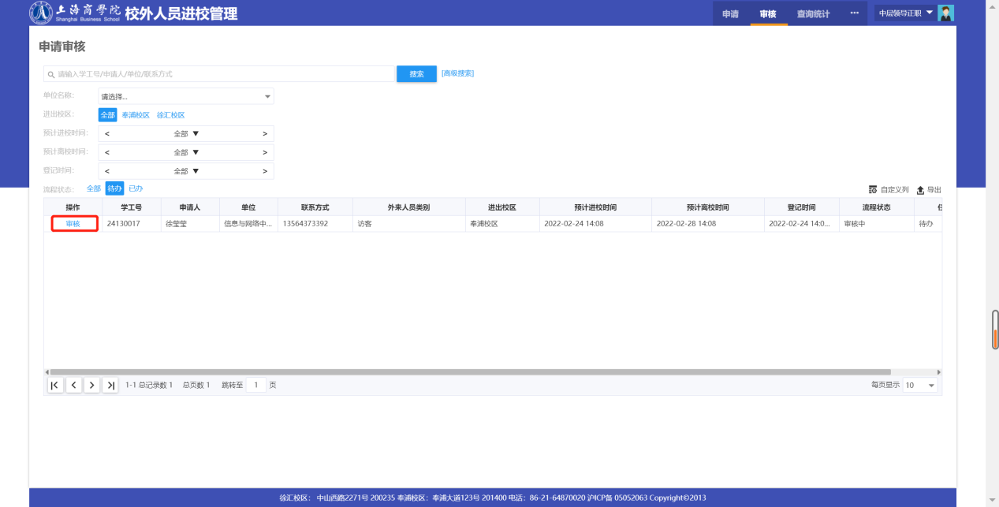 上海商学院 校外人员进校管理 申请 审核 查询统计 ··· 中层领导正职
Shanghai Business School
申请审核
请输入学工号/申请人/单位/联系方式 搜索 [高级搜索]
单位名称: 请选择...
进出校区: 全部 奉浦校区 徐汇校区
预计进校时间: < 全部 ▼ >
预计离校时间: < 全部 ▼ >
登记时间: < 全部 ▼ >
流程状态: 全部 待办 已办 自定义列 导出
操作 学工号 申请人 单位 联系方式 外来人员类别 进出校区 预计进校时间 预计离校时间 登记时间 流程状态
审核 24130017 徐莹莹 信息与网络中... 13564373392 访客 奉浦校区 2022-02-24 14:08 2022-02-28 14:08 2022-02-24 14:0... 审核中 待办
1-1 总记录数 1 总页数 1 跳转至 1 页 每页显示 10
徐汇校区: 中山西路2271号 200235 奉浦校区: 奉浦大道123号 201400 电话: 86-21-64870020 沪ICP备 05052063 Copyright©2013